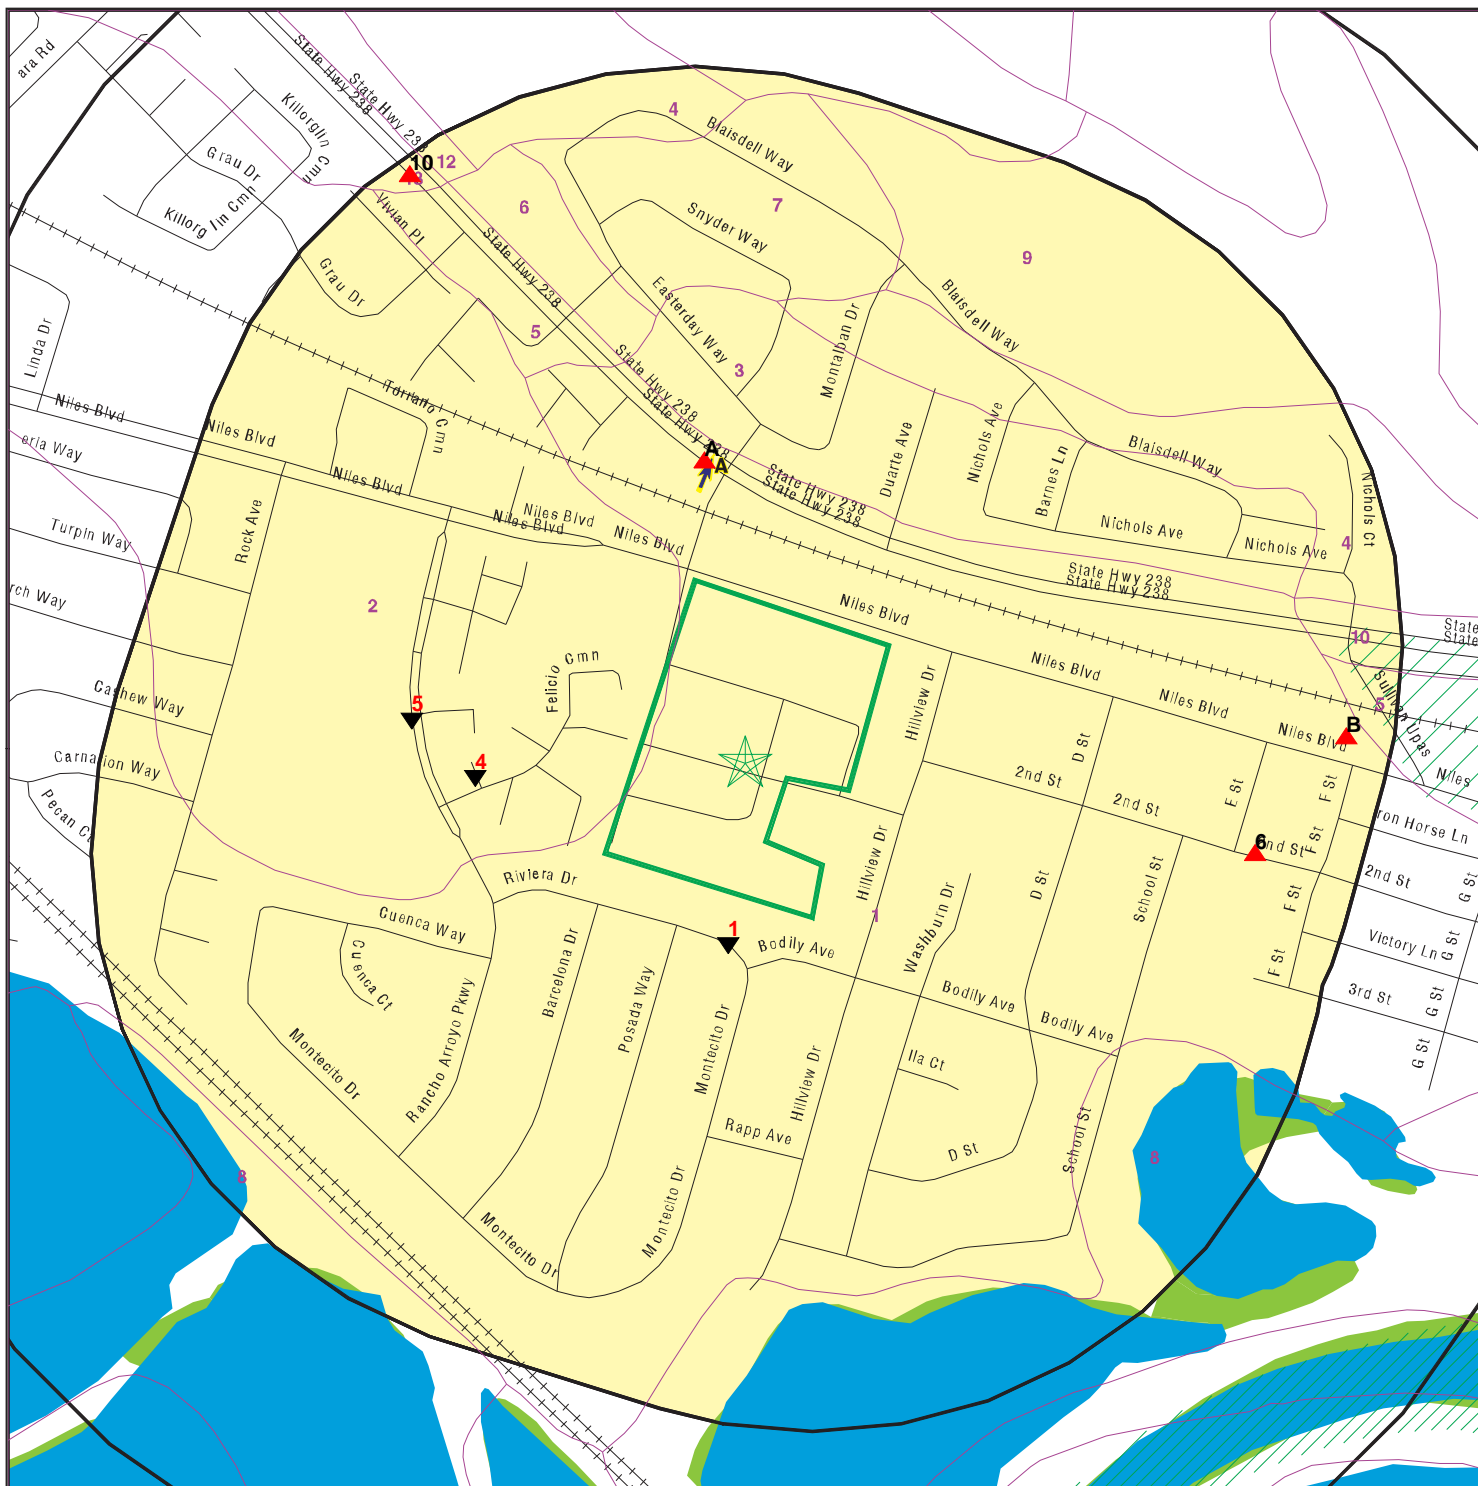 ara Rd
State Hwy 238
State Hwy 238
Killorglin Cmn
Grau Dr
Killorg lin Cmn
10
12
13
4
Blaisdell Way
Vivian Pl
6
7
Snyder Way
State Hwy 238
9
Grau Dr
Easterday Way
Blaisdell Way
Linda Dr
5
State Hwy 238
3
Montalban Dr
State Hwy 238
Torriano Cmn
Niles Blvd
Niles Blvd
Niles Blvd
eria Way
A
A
Duarte Ave
Nichols Ave
Barnes Ln
Blaisdell Way
Nichols Ct
State Hwy 238
State Hwy 238
Niles Blvd
Niles Blvd
Niles Blvd
Nichols Ave
Nichols Ave
4
Rock Ave
Turpin Way
State Hwy 238
State Hwy 238
rch Way
2
Niles Blvd
10
State
State
Felicio Cmn
Niles Blvd
Cashew Way
5
Hillview Dr
Niles Blvd
Sullivan Upas
5
B
Niles Blvd
Carnation Way
4
D St
2nd St
2nd St
E St
F St
Niles
Pecan Ct
6
2nd St
F St
ron Horse Ln
Riviera Dr
Hillview Dr
D St
School St
2nd St
G St
Cuenca Way
1
1
Bodily Ave
Washburn Dr
F St
Victory Ln
G St
Cuenca Ct
Barcelona Dr
Posada Way
F St
3rd St
G St
Rancho Arroyo Pkwy
Montecito Dr
Bodily Ave
Bodily Ave
Montecito Dr
Hillview Dr
Ila Ct
G St
Rapp Ave
D St
School St
8
8
Montecito Dr
Montecito Dr